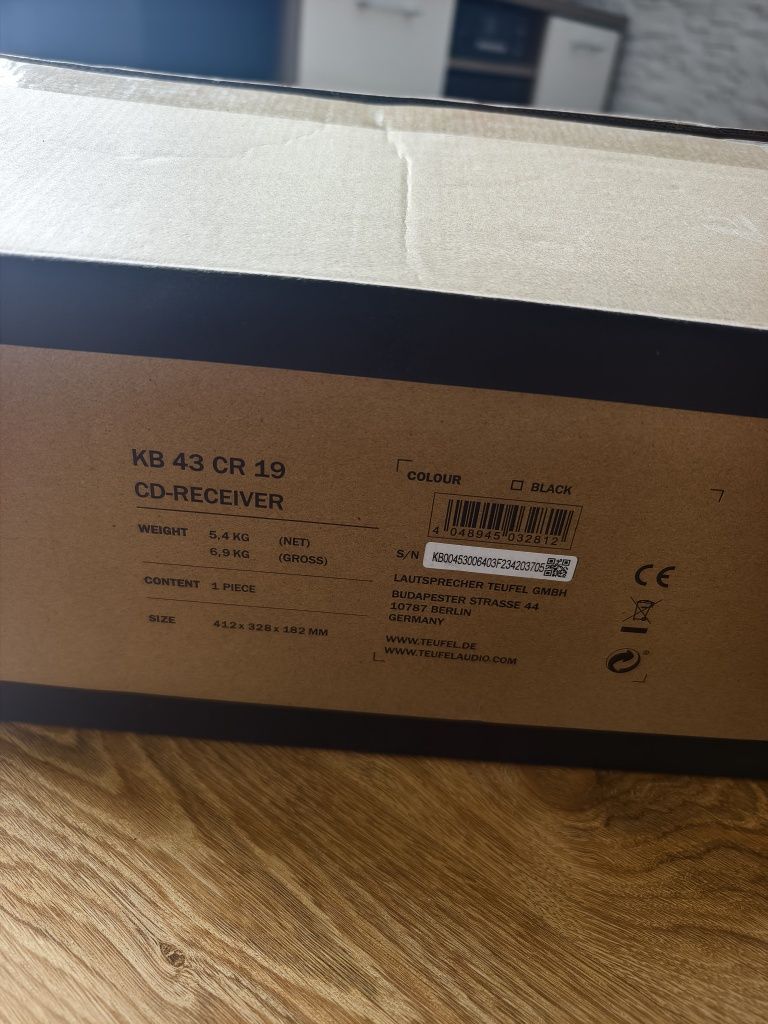 KB 43 CR 19
CD-RECEIVER
WEIGHT 5,4 KG (NET)
6,9 KG (GROSS)
CONTENT 1 PIECE
SIZE 412 x 328 x 182 MM
COLOUR BLACK
4 048945 032812
S/N KB00453006403F234203705
LAUTSPRECHER TEUFEL GMBH
BUDAPESTER STRASSE 44
10787 BERLIN
GERMANY
WWW.TEUFEL.DE
WWW.TEUFELAUDIO.COM
CE